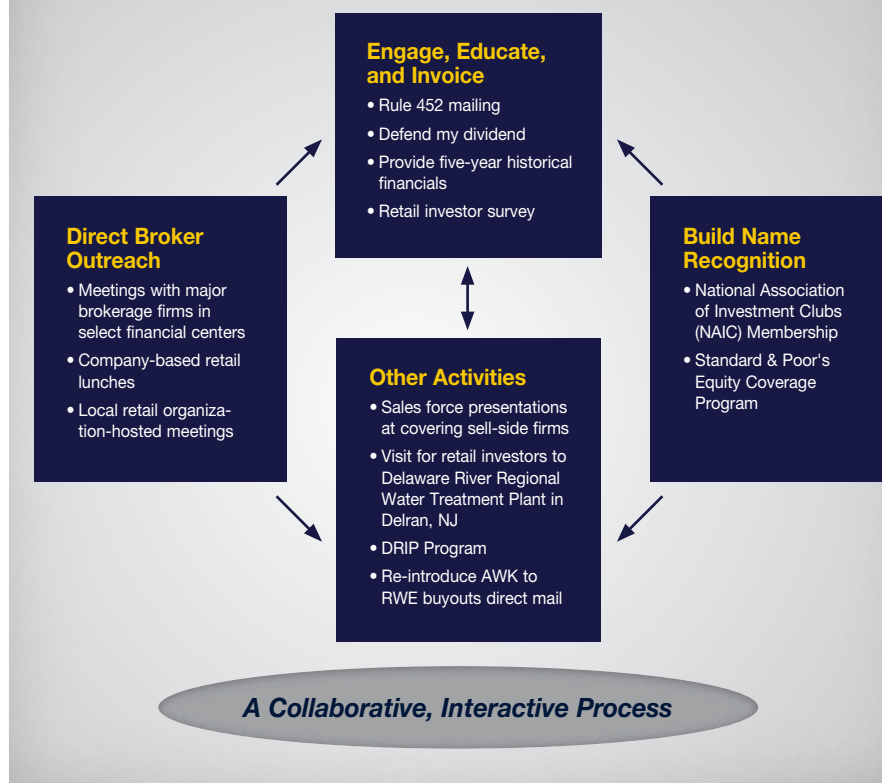 Engage, Educate,
and Invoice
• Rule 452 mailing
• Defend my dividend
• Provide five-year historical
financials
• Retail investor survey
Direct Broker
Outreach
• Meetings with major
brokerage firms in
select financial centers
• Company-based retail
lunches
• Local retail organiza-
tion-hosted meetings
Build Name
Recognition
• National Association
of Investment Clubs
(NAIC) Membership
• Standard & Poor's
Equity Coverage
Program
Other Activities
• Sales force presentations
at covering sell-side firms
• Visit for retail investors to
Delaware River Regional
Water Treatment Plant in
Delran, NJ
• DRIP Program
• Re-introduce AWK to
RWE buyouts direct mail
A Collaborative, Interactive Process